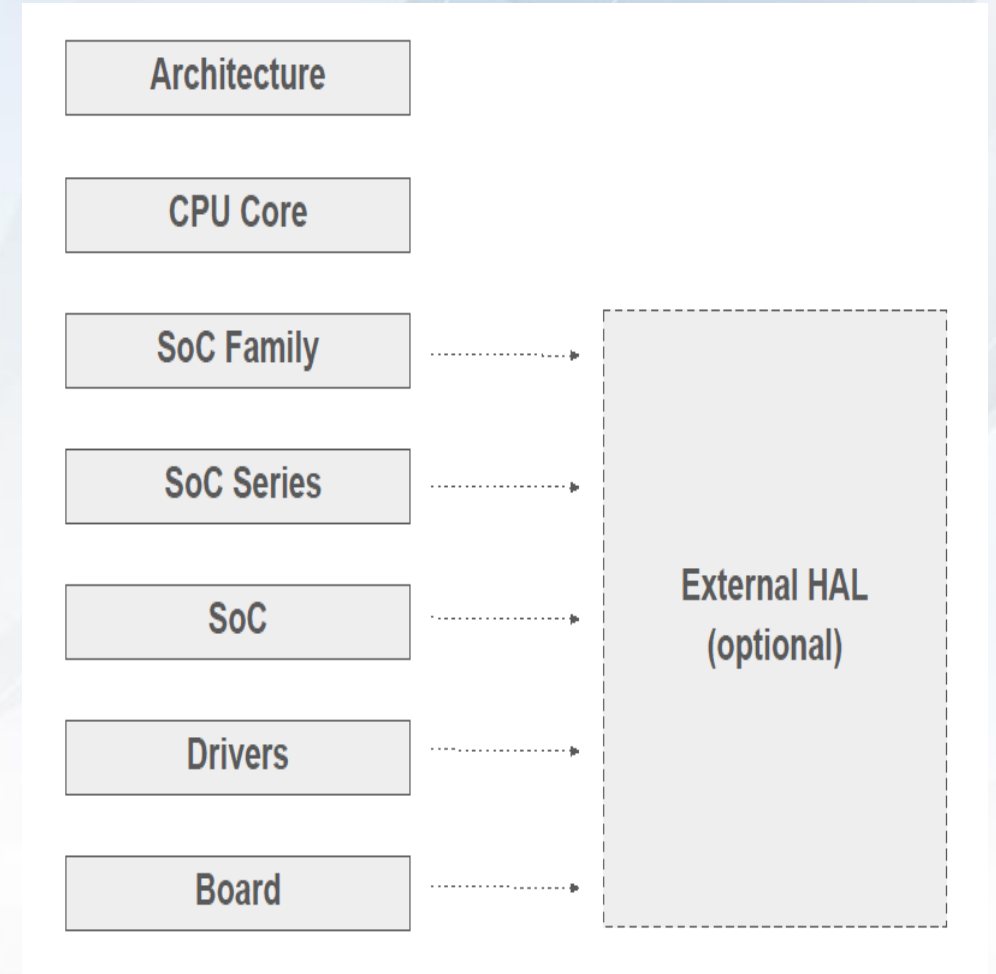 Architecture
CPU Core
SoC Family
SoC Series
SoC
Drivers
Board
External HAL
(optional)